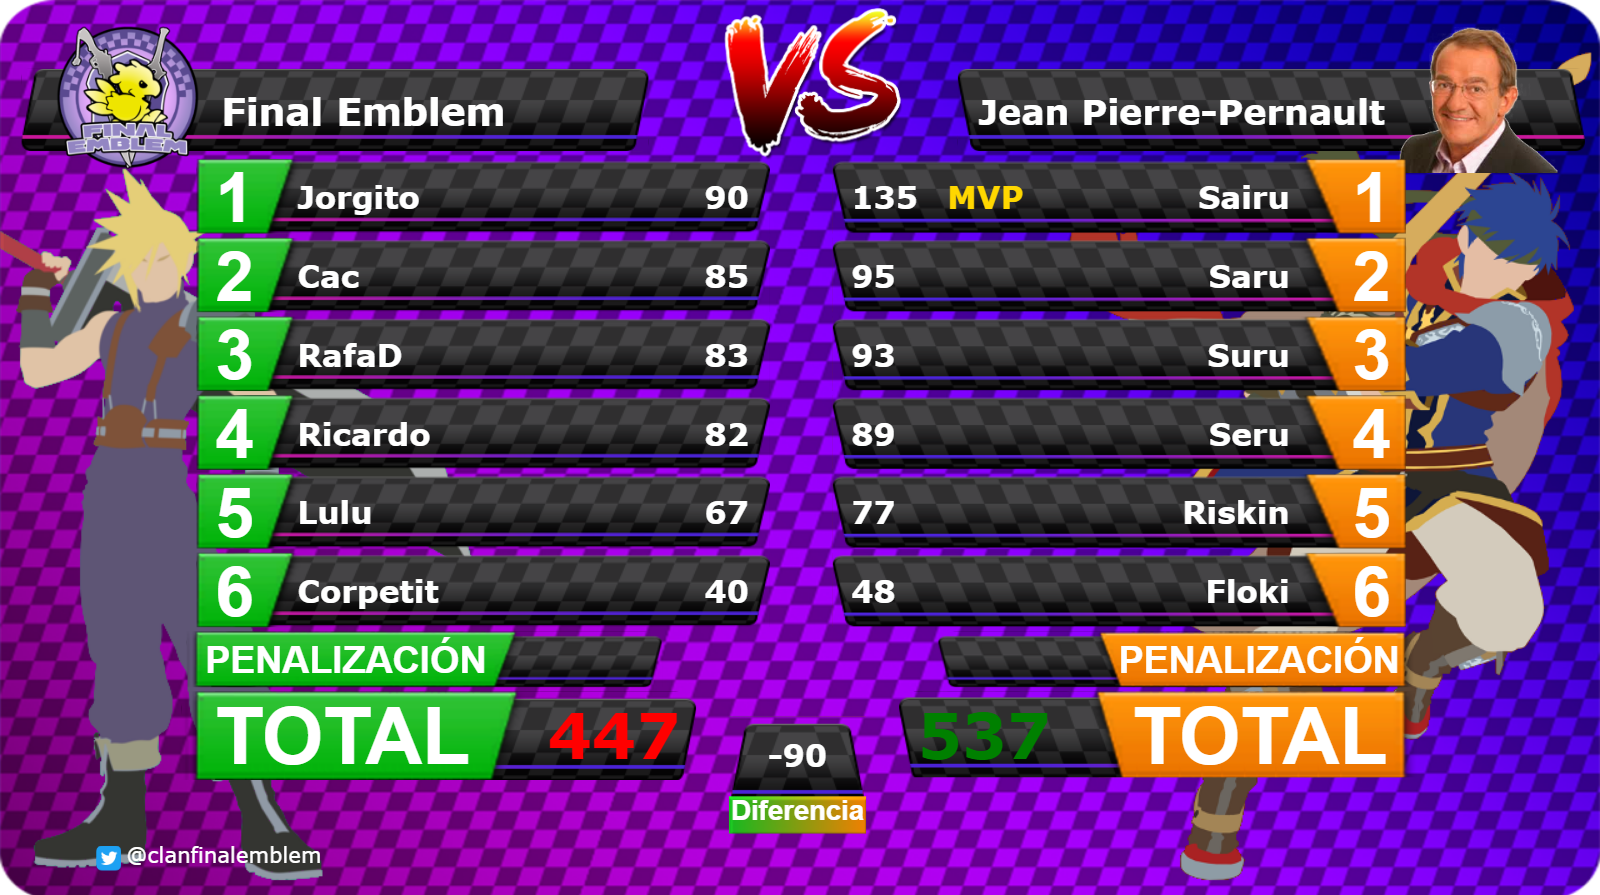 FINAL
EMBLEM
Final Emblem
VS
Jean Pierre-Pernault
1 Jorgito 90
135 MVP Sairu 1
2 Cac 85
95 Saru 2
3 RafaD 83
93 Suru 3
4 Ricardo 82
89 Seru 4
5 Lulu 67
77 Riskin 5
6 Corpetit 40
48 Floki 6
PENALIZACIÓN
PENALIZACIÓN
TOTAL 447
537 TOTAL
-90
Diferencia
@clanfinalemblem